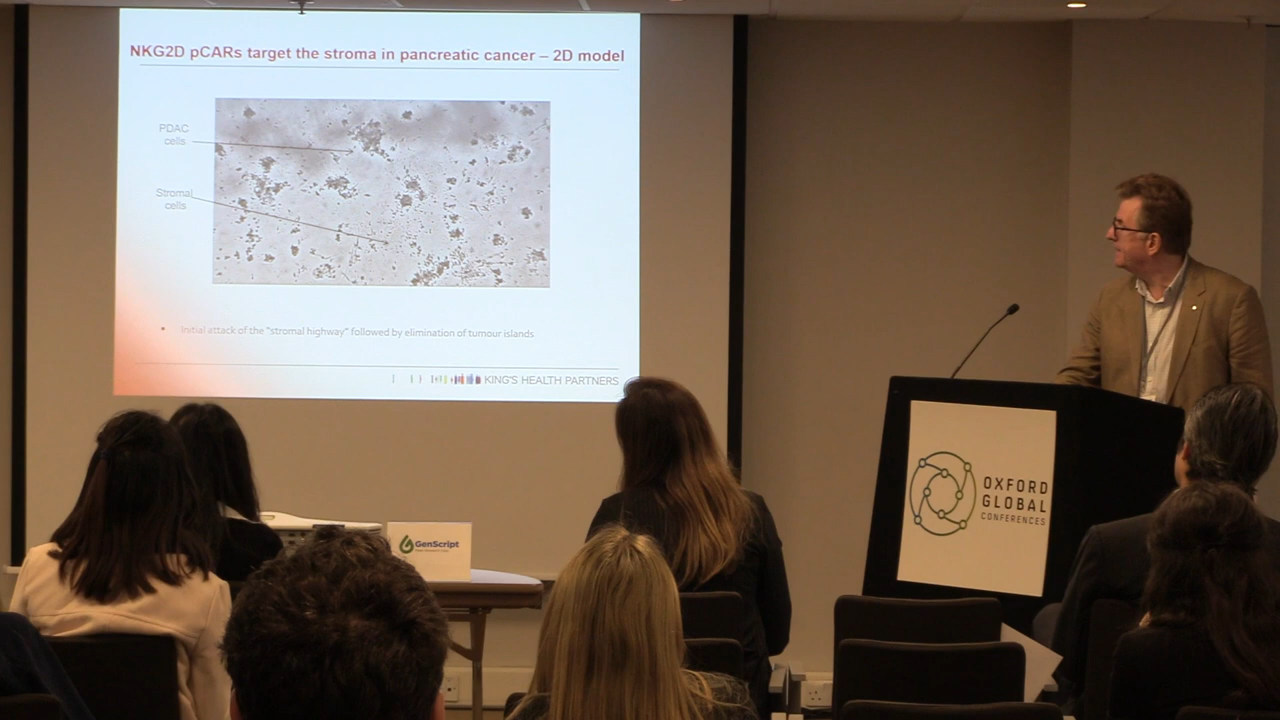 NKG2D pCARs target the stroma in pancreatic cancer – 2D model
PDAC
cells
Stromal
cells
Initial attack of the "stromal highway" followed by elimination of tumour islands
KING'S HEALTH PARTNERS
GenScript
OXFORD
GLOBAL
CONFERENCES